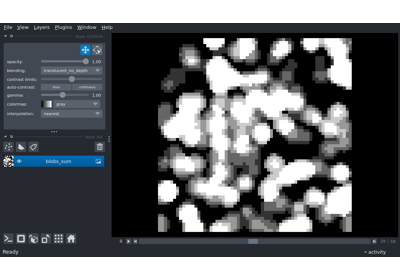 File View Layers Plugins Window Help
opacity: 1.00
blending: translucent_no_depth
contrast limits:
auto-contrast: once continuous
gamma: 1.00
colormap: gray
interpolation: nearest
blobs_sum
Ready
activity